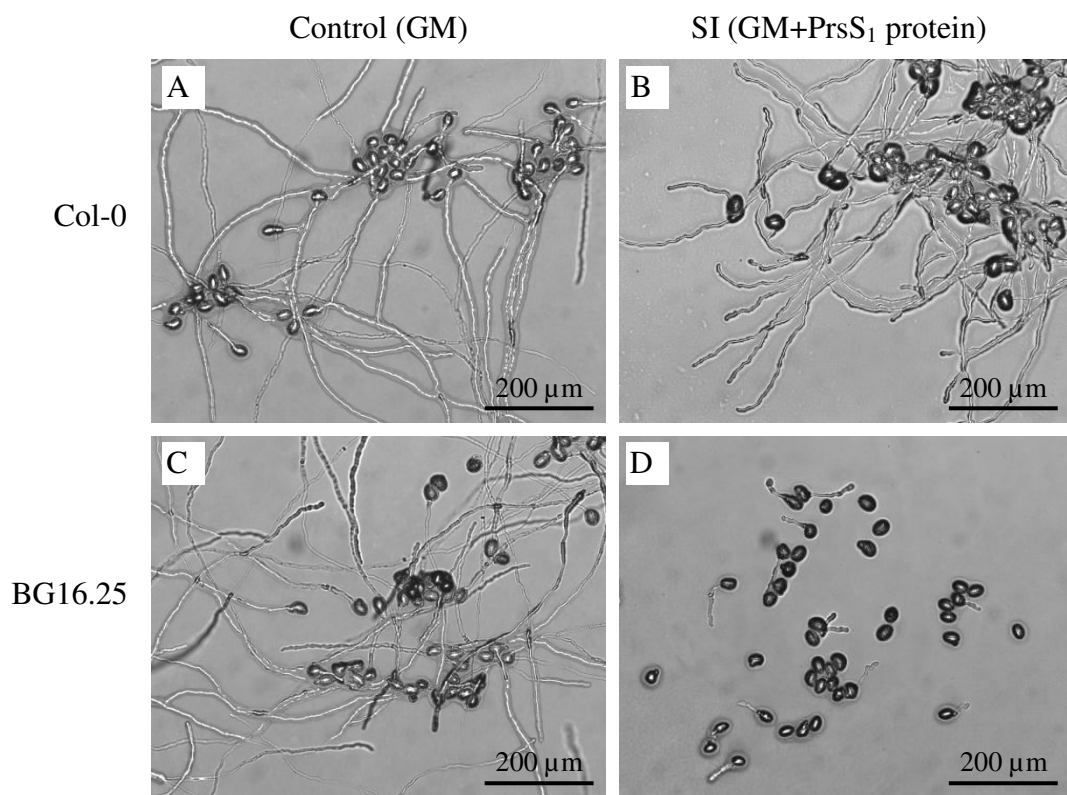 Control (GM)
SI (GM+PrsS₁ protein)
Col-0
A
200 µm
B
200 µm
BG16.25
C
200 µm
D
200 µm